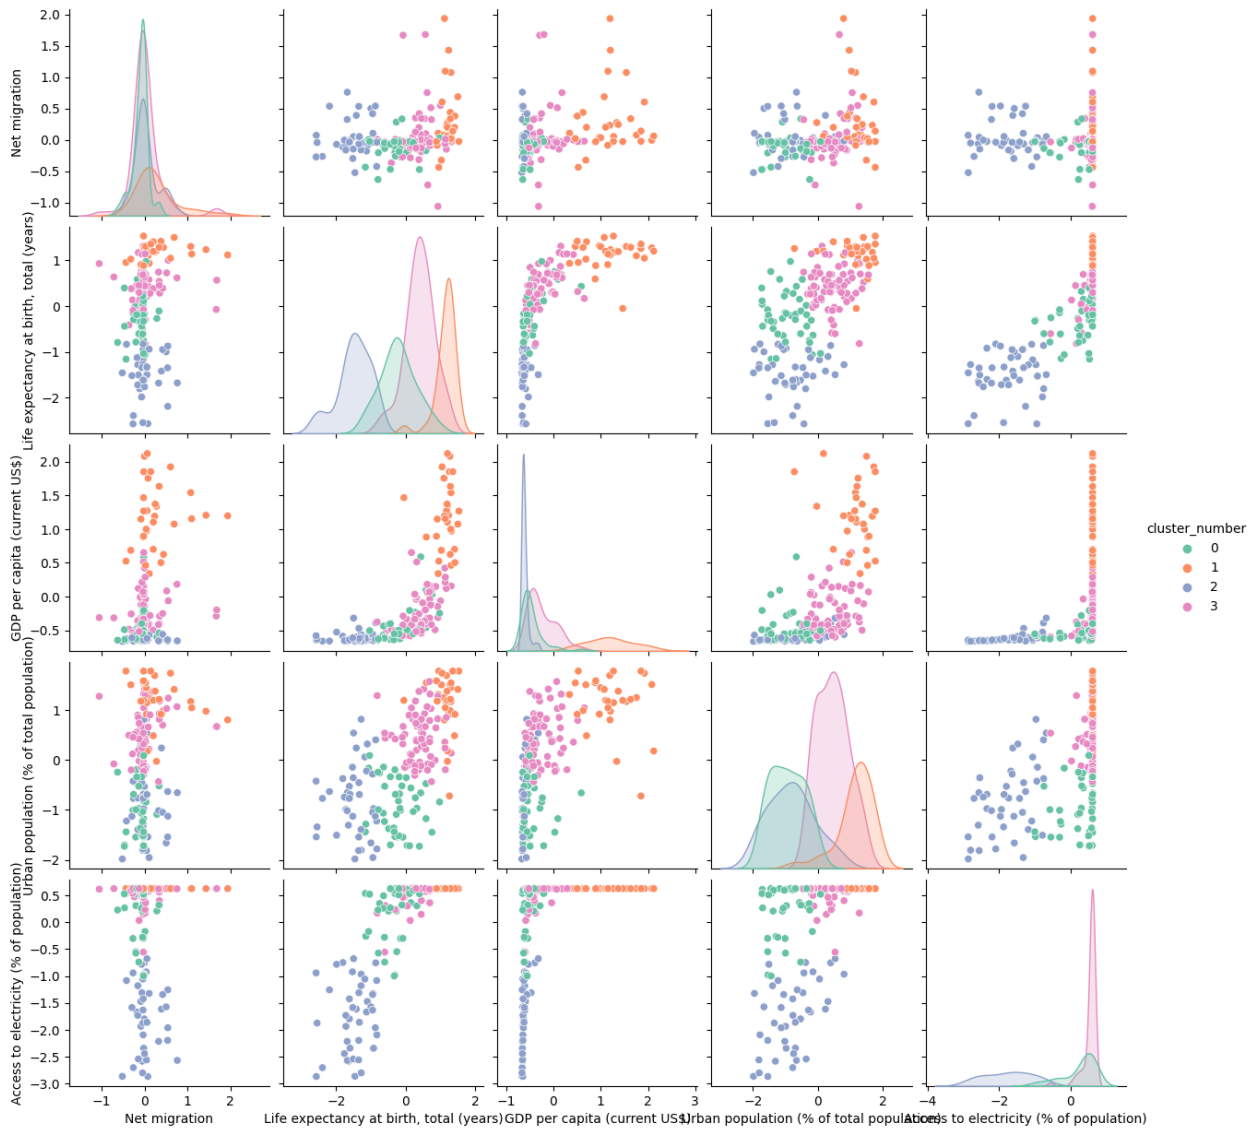 2.0
1.5
1.0
0.5
0.0
−0.5
−1.0
Net migration
1
0
−1
−2
Life expectancy at birth, total (years)
2.0
1.5
1.0
0.5
0.0
−0.5
GDP per capita (current US$)
cluster_number
0
1
2
3
1
0
−1
−2
Urban population (% of total population)
0.5
0.0
−0.5
−1.0
−1.5
−2.0
−2.5
−3.0
Access to electricity (% of population)
−1 0 1 2
−2 0 2
−1 0 1 2 3
−2 0 2
−4 −2 0
Net migration
Life expectancy at birth, total (years)
GDP per capita (current US$)
Urban population (% of total population)
Access to electricity (% of population)